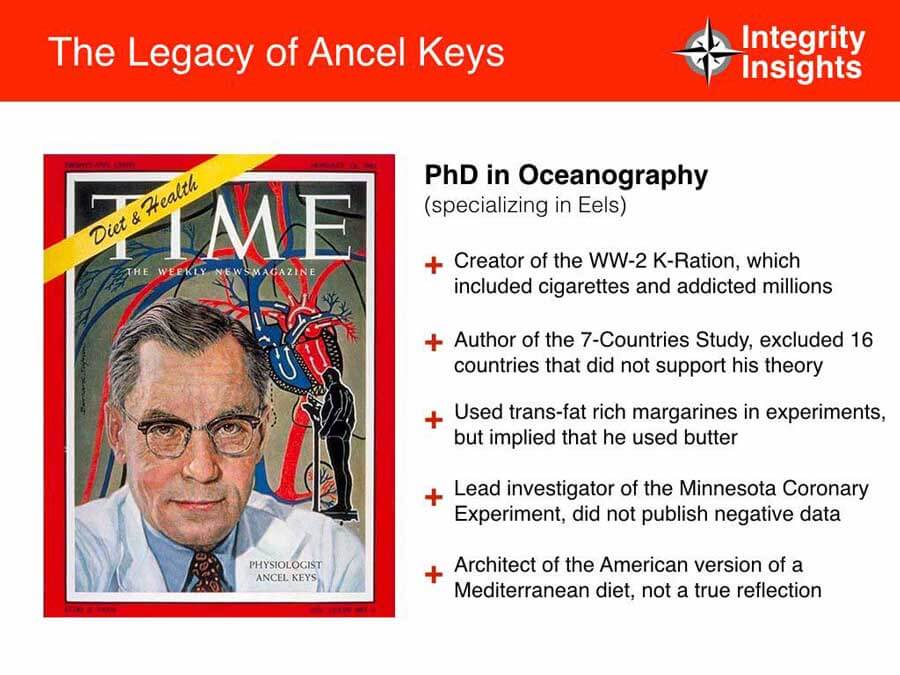 The Legacy of Ancel Keys
Integrity
Insights
Diet & Health
TIME
THE WEEKLY NEWSMAGAZINE
PHYSIOLOGIST
ANCEL KEYS
PhD in Oceanography
(specializing in Eels)
Creator of the WW-2 K-Ration, which
included cigarettes and addicted millions
Author of the 7-Countries Study, excluded 16
countries that did not support his theory
Used trans-fat rich margarines in experiments,
but implied that he used butter
Lead investigator of the Minnesota Coronary
Experiment, did not publish negative data
Architect of the American version of a
Mediterranean diet, not a true reflection